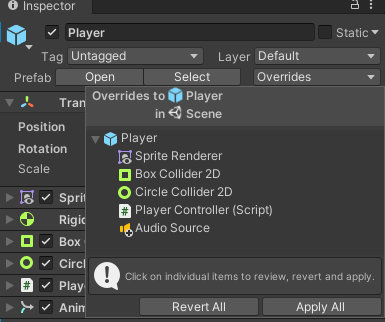 Inspector
Player
Static
Tag Untagged Layer Default
Prefab Open Select Overrides
Tran
Overrides to Player
in Scene
Position
Rotation
Scale
Player
Sprite Renderer
Box Collider 2D
Circle Collider 2D
Player Controller (Script)
Audio Source
Sprit
Rigid
Box
Circl
Playe
Anim
Click on individual items to review, revert and apply.
Revert All Apply All